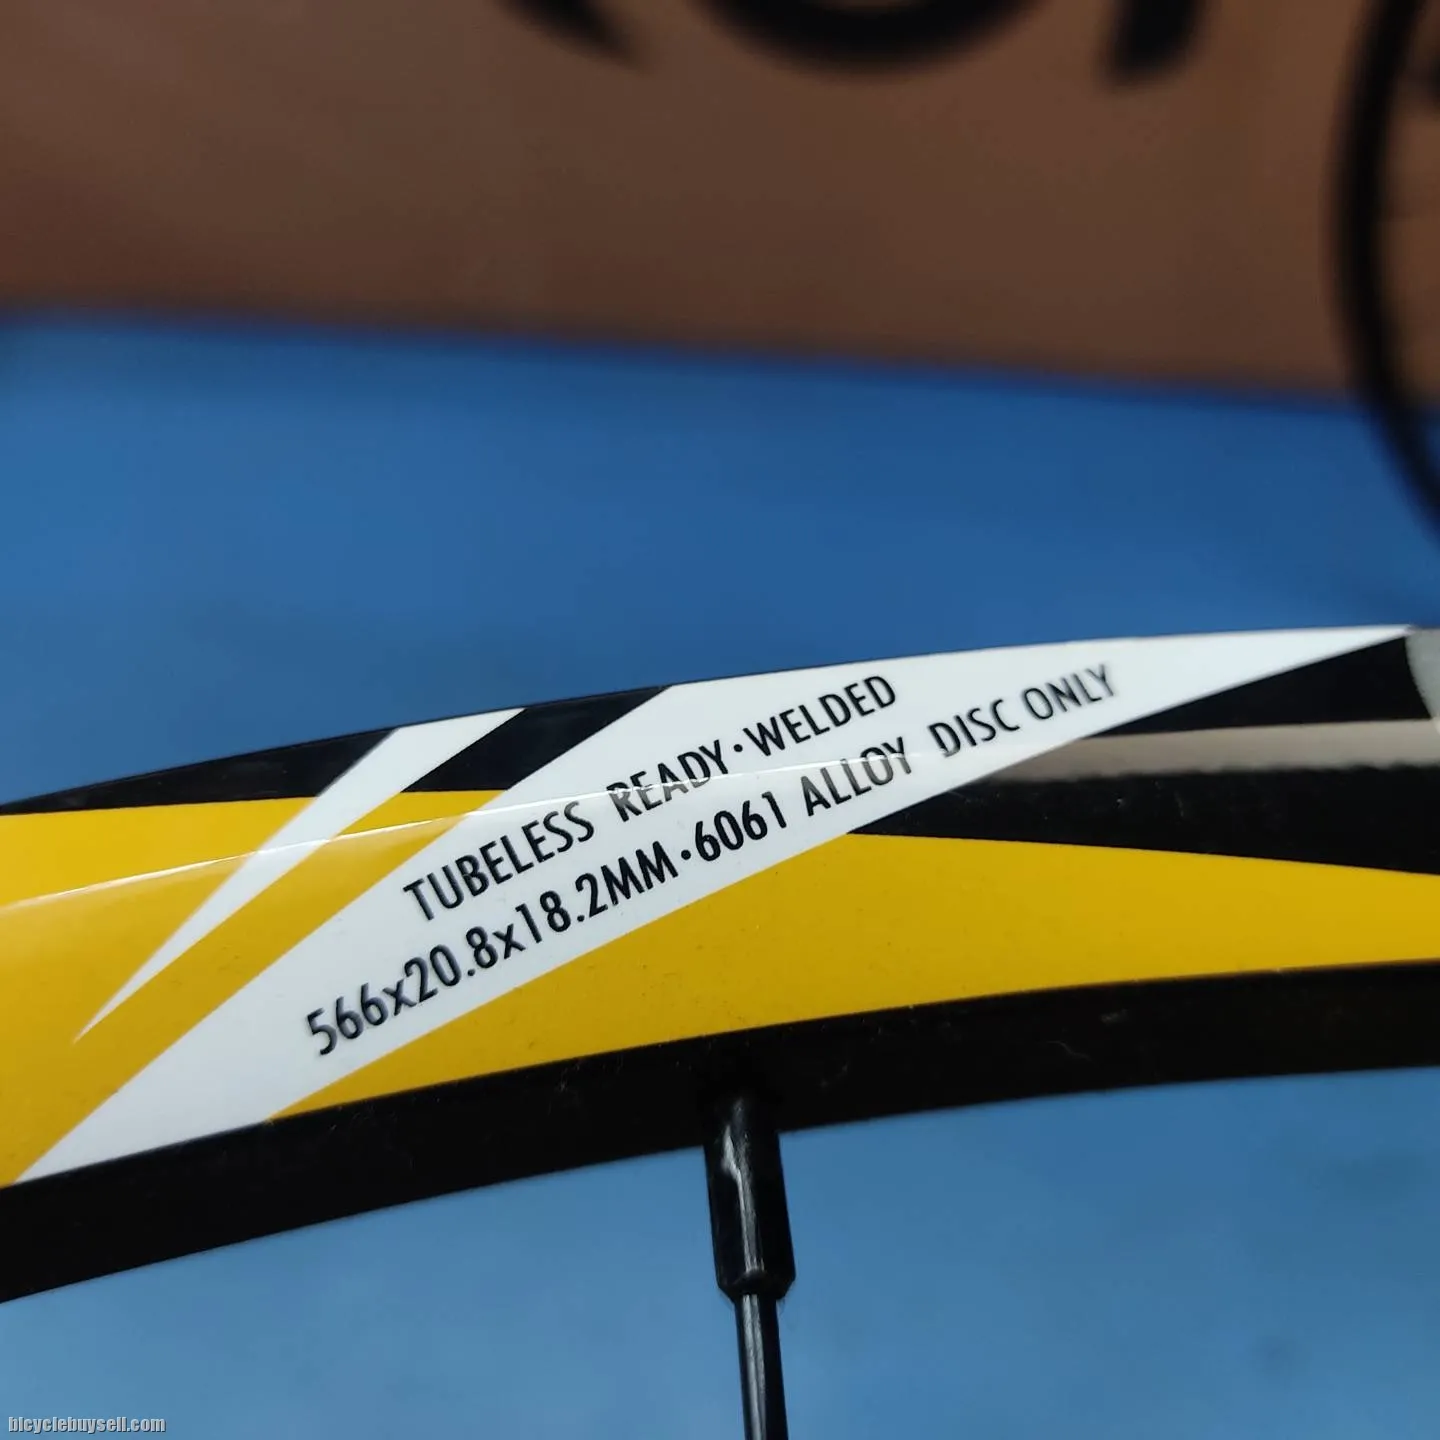 TUBELESS READY·WELDED
566x20.8x18.2MM·6061 ALLOY DISC ONLY
bicyclebuysell.com